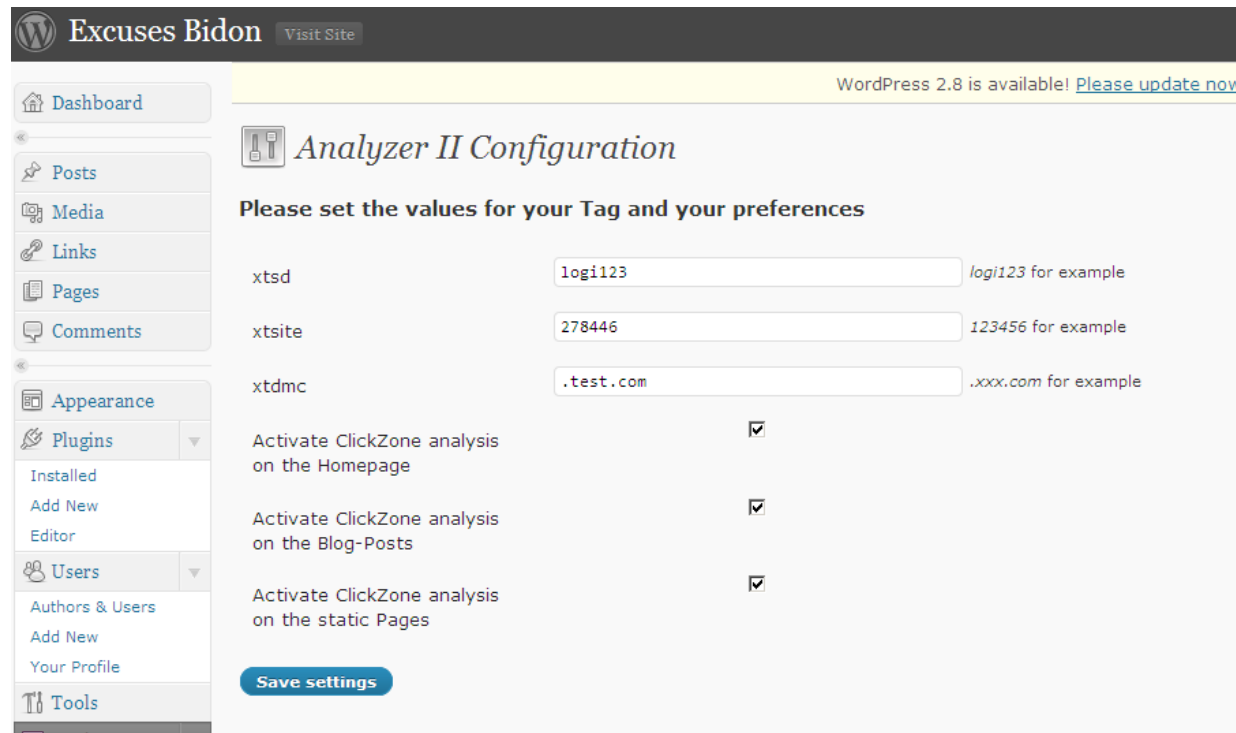 Excuses Bidon Visit Site
WordPress 2.8 is available! Please update now
Dashboard
Posts
Media
Links
Pages
Comments
Appearance
Plugins
Installed
Add New
Editor
Users
Authors & Users
Add New
Your Profile
Tools
Analyzer II Configuration
Please set the values for your Tag and your preferences
xtsd logi123 logi123 for example
xtsite 278446 123456 for example
xtdmc .test.com .xxx.com for example
Activate ClickZone analysis
on the Homepage
Activate ClickZone analysis
on the Blog-Posts
Activate ClickZone analysis
on the static Pages
Save settings